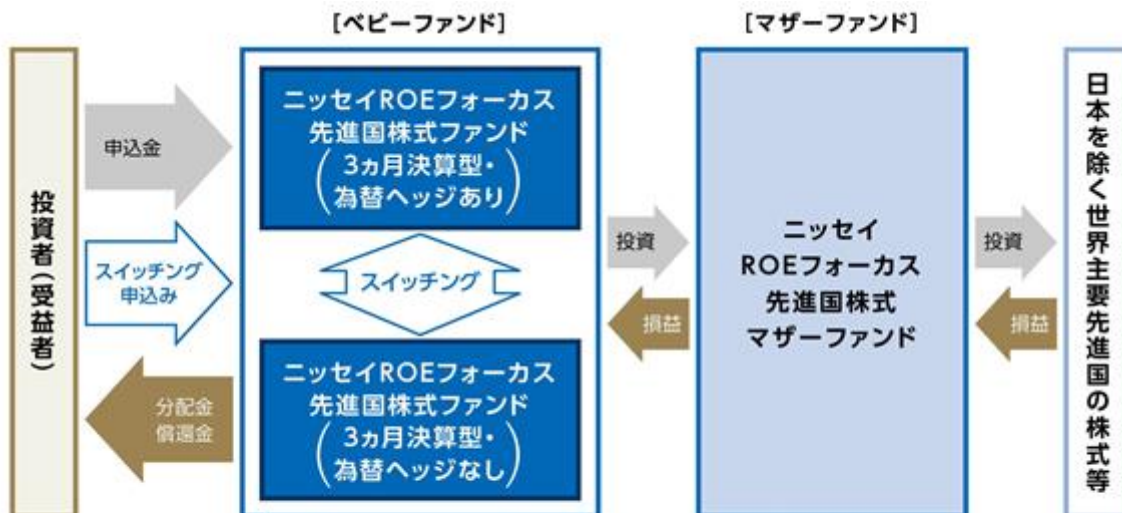 [ベビーファンド]
[マザーファンド]
投資者(受益者)
申込金
スイッチング
申込み
分配金
償還金
ニッセイROEフォーカス
先進国株式ファンド
(3ヵ月決算型・
為替ヘッジあり)
スイッチング
ニッセイROEフォーカス
先進国株式ファンド
(3ヵ月決算型・
為替ヘッジなし)
投資
損益
ニッセイ
ROEフォーカス
先進国株式
マザーファンド
投資
損益
日本を除く世界主要先進国の株式等